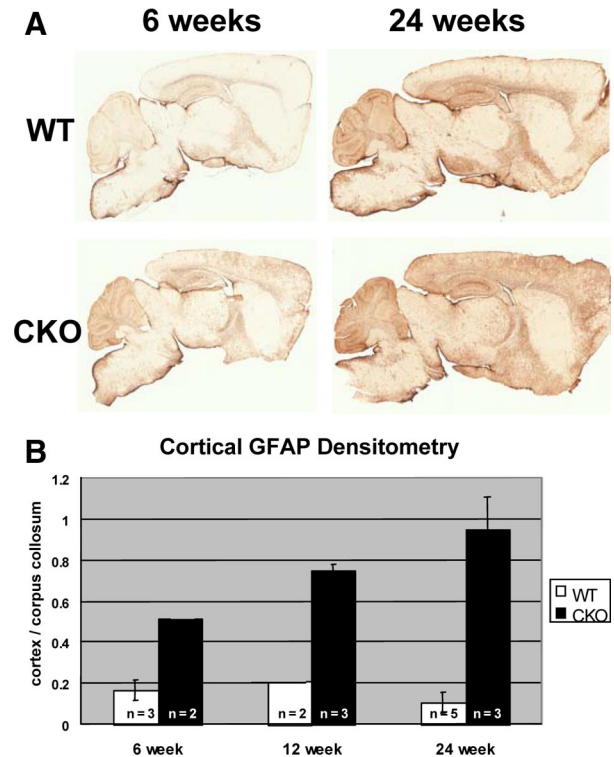 A
6 weeks 24 weeks
WT
CKO
B
Cortical GFAP Densitometry
cortex / corpus collosum
1.2
1
0.8
0.6
0.4
0.2
0
n = 3 n = 2 n = 2 n = 3 n = 5 n = 3
6 week 12 week 24 week
WT
CKO